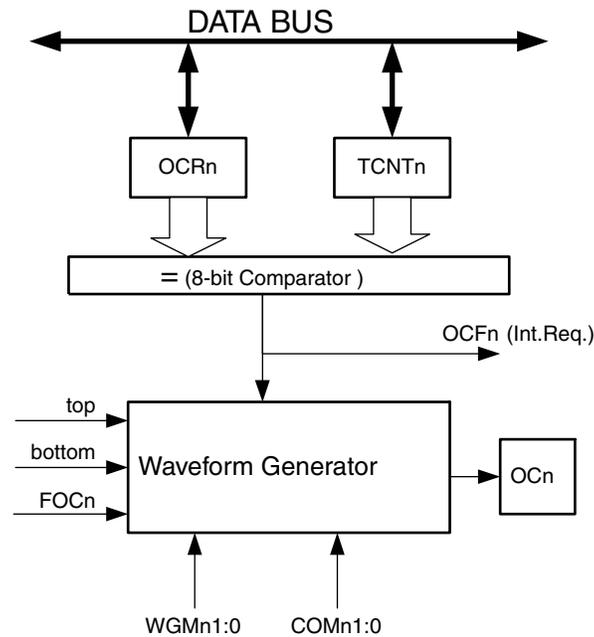 DATA BUS
OCRn
TCNTn
= (8-bit Comparator )
OCFn (Int.Req.)
top
bottom
FOCn
Waveform Generator
OCn
WGMn1:0
COMn1:0